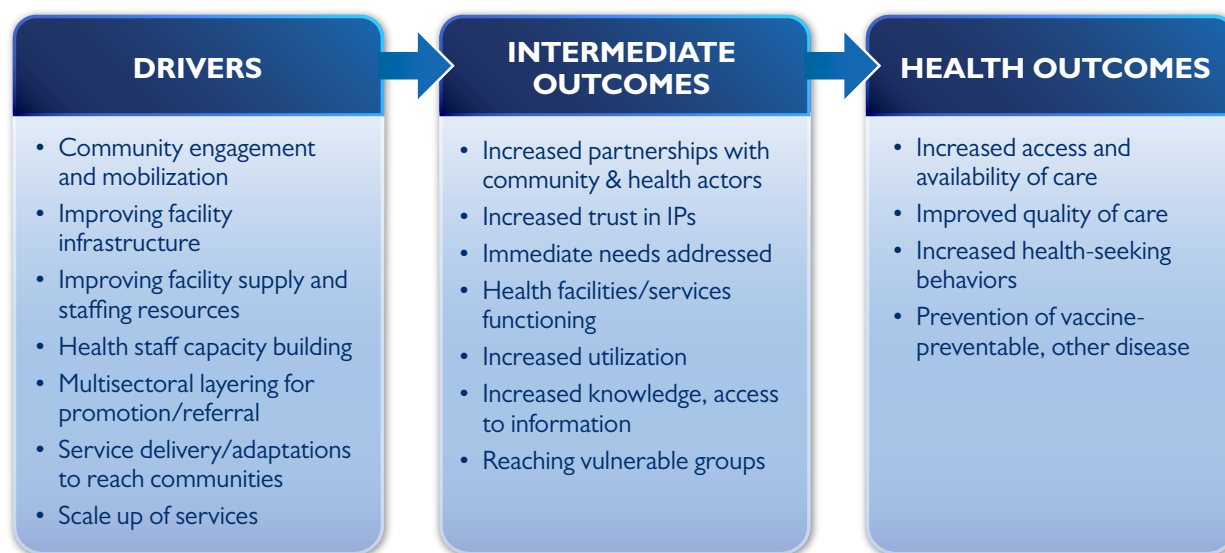 DRIVERS
• Community engagement
and mobilization
• Improving facility
infrastructure
• Improving facility supply and
staffing resources
• Health staff capacity building
• Multisectoral layering for
promotion/referral
• Service delivery/adaptations
to reach communities
• Scale up of services
INTERMEDIATE
OUTCOMES
• Increased partnerships with
community & health actors
• Increased trust in IPs
• Immediate needs addressed
• Health facilities/services
functioning
• Increased utilization
• Increased knowledge, access
to information
• Reaching vulnerable groups
HEALTH OUTCOMES
• Increased access and
availability of care
• Improved quality of care
• Increased health-seeking
behaviors
• Prevention of vaccine-
preventable, other disease